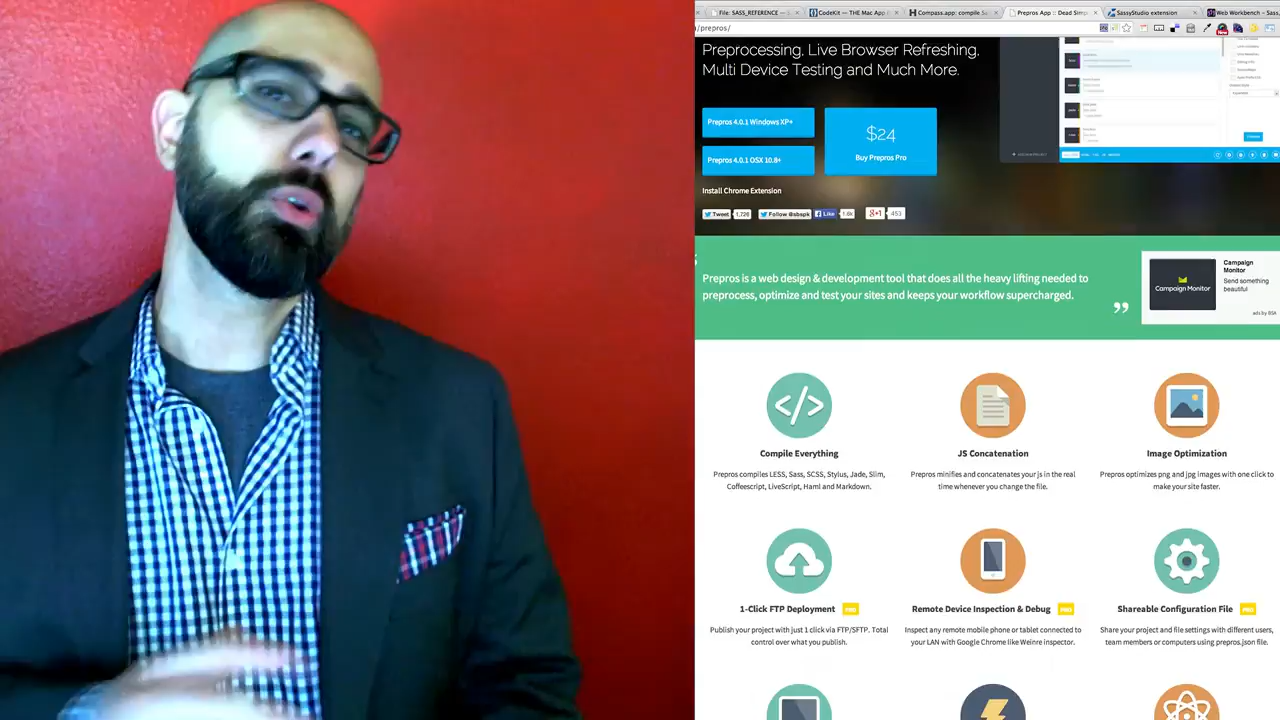 File: SASS_REFERENCE —
CodeKit — THE Mac App
Compass.app: compile S
Prepros App :: Dead Sim
SassyStudio extension
Web Workbench – Sass,
/prepros/
Preprocessing, Live Browser Refreshing,
Multi Device Testing and Much More.
Prepros 4.0.1 Windows XP+
$24
Prepros 4.0.1 OSX 10.8+
Buy Prepros Pro
Install Chrome Extension
Tweet 1,726 Follow @sbspk Like 1.6k +1 453
Prepros is a web design & development tool that does all the heavy lifting needed to
preprocess, optimize and test your sites and keeps your workflow supercharged.
”
Campaign Monitor
Campaign
Monitor
Send something
beautiful
ads by BSA
Compile Everything
JS Concatenation
Image Optimization
Prepros compiles LESS, Sass, SCSS, Stylus, Jade, Slim,
Coffeescript, LiveScript, Haml and Markdown.
Prepros minifies and concatenates your js in the real
time whenever you change the file.
Prepros optimizes png and jpg images with one click to
make your site faster.
1-Click FTP Deployment PRO
Remote Device Inspection & Debug PRO
Shareable Configuration File PRO
Publish your project with just 1 click via FTP/SFTP. Total
control over what you publish.
Inspect any remote mobile phone or tablet connected to
your LAN with Google Chrome like Weinre inspector.
Share your project and file settings with different users,
team members or computers using prepros.json file.